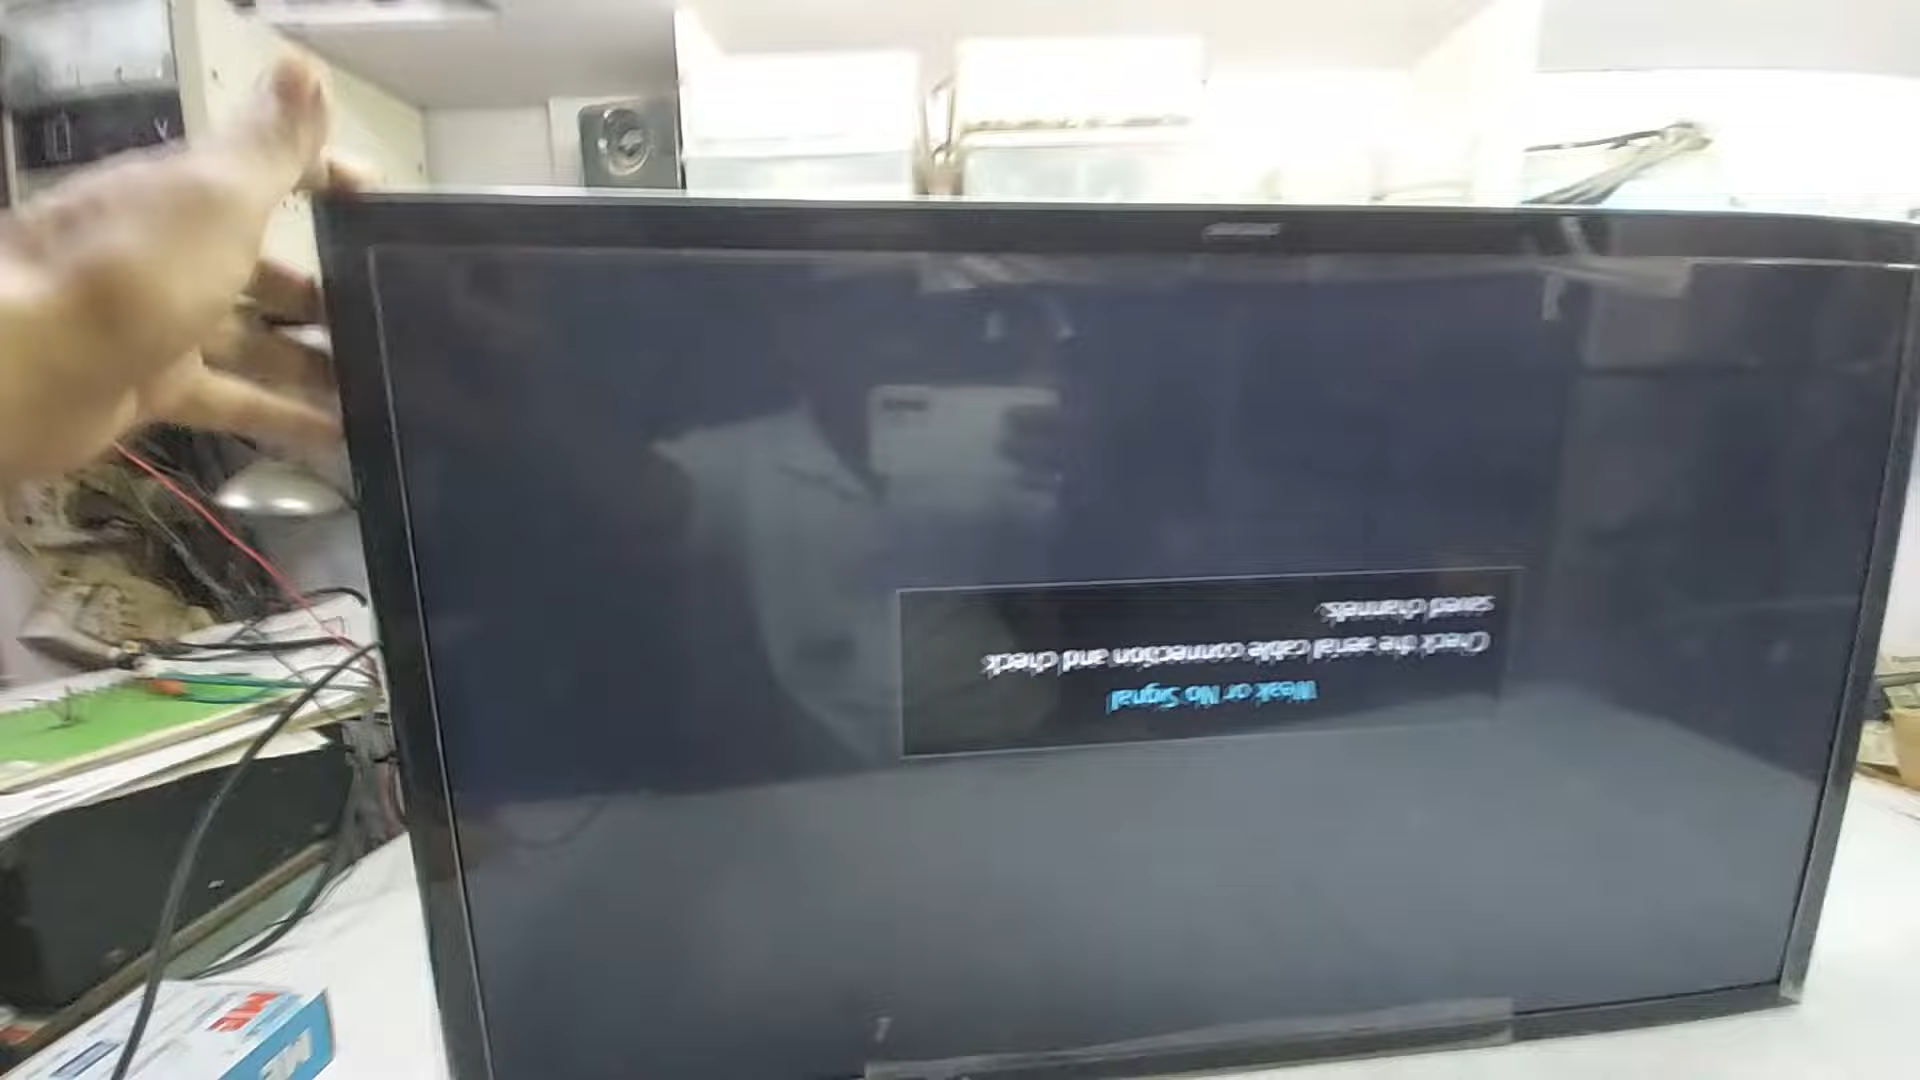 Weak or No Signal
Check the aerial cable connection and check
saved channels.